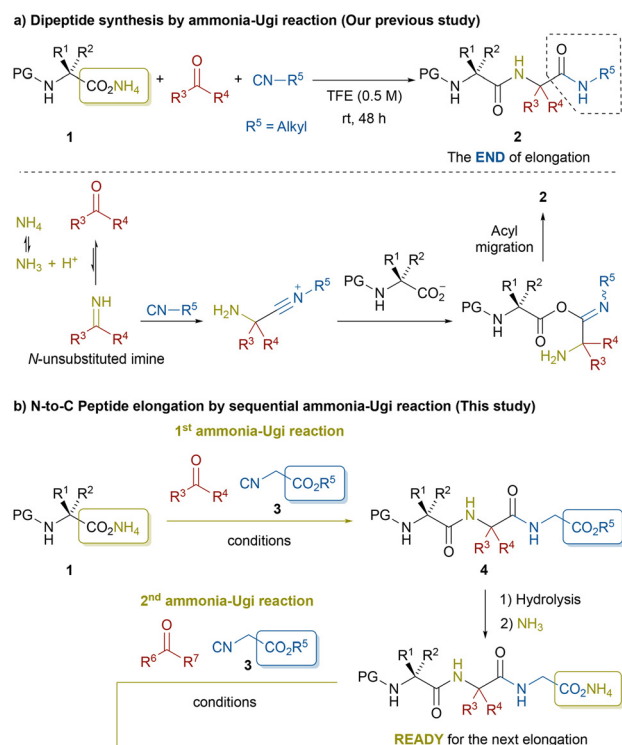 a) Dipeptide synthesis by ammonia-Ugi reaction (Our previous study)
R¹ R²
PG N H CO₂NH₄
1
+
O
R³ R⁴
+
CN–R⁵
R⁵ = Alkyl
TFE (0.5 M)
rt, 48 h
R¹ R² H N O R⁵
PG N H O R³ R⁴ N H
2
The END of elongation
NH₄
NH₃ + H⁺
O
R³ R⁴
NH
R³ R⁴
N-unsubstituted imine
CN–R⁵
H₂N N⁺ R⁵
R³ R⁴
R¹ R²
PG N H CO₂⁻
2
Acyl
migration
R¹ R² R⁵
PG N H O O N
H₂N R⁴
R³
b) N-to-C Peptide elongation by sequential ammonia-Ugi reaction (This study)
1st ammonia-Ugi reaction
R¹ R²
PG N H CO₂NH₄
1
O
R³ R⁴
CN CO₂R⁵
3
conditions
R¹ R² H N O
PG N H O R³ R⁴ N H CO₂R⁵
4
1) Hydrolysis
2) NH₃
2nd ammonia-Ugi reaction
O
R⁶ R⁷
CN CO₂R⁵
3
conditions
R¹ R² H N O
PG N H O R³ R⁴ N H CO₂NH₄
READY for the next elongation